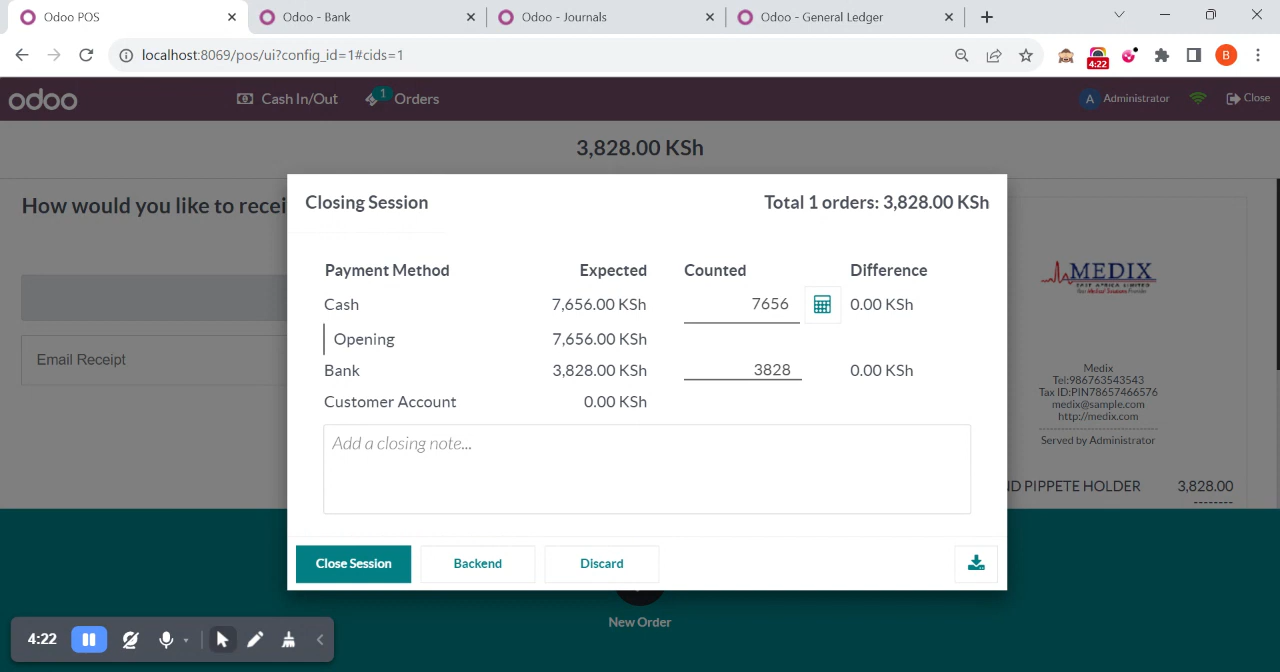 Odoo POS
Odoo - Bank
Odoo - Journals
Odoo - General Ledger
localhost:8069/pos/ui?config_id=1#cids=1
4:22
B
odoo
Cash In/Out
1
Orders
A
Administrator
Close
3,828.00 KSh
How would you like to recei
Closing Session
Total 1 orders: 3,828.00 KSh
Payment Method
Expected
Counted
Difference
Cash
7,656.00 KSh
7656
0.00 KSh
Opening
7,656.00 KSh
Bank
3,828.00 KSh
3828
0.00 KSh
Customer Account
0.00 KSh
Add a closing note...
Email Receipt
MEDIX
EAST AFRICA LIMITED
Medix
Tel:986763543543
Tax ID:PIN78657466576
medix@sample.com
http://medix.com
--------------------------------
Served by Administrator
ND PIPPETE HOLDER
3,828.00
--------
Close Session
Backend
Discard
New Order
4:22